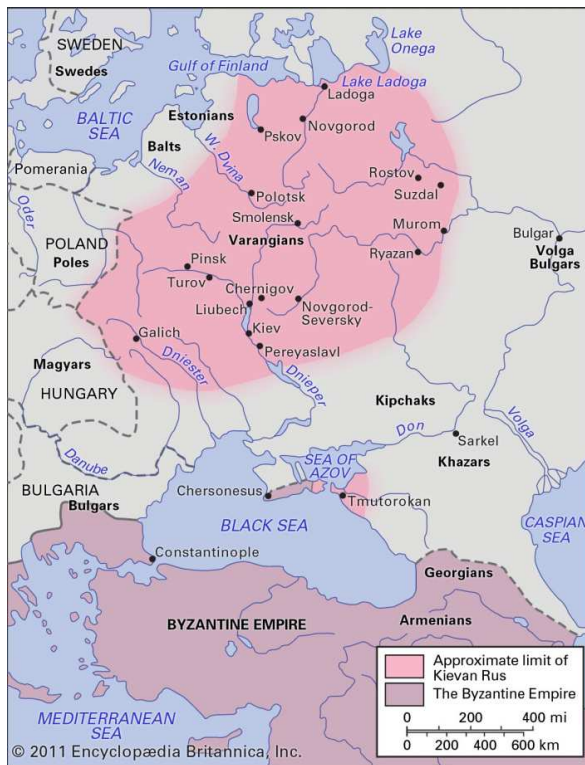 SWEDEN
Swedes
Lake
Onega
Gulf of Finland
Lake Ladoga
Ladoga
BALTIC
SEA
Estonians
Novgorod
Pskov
Balts
W. Dvina
Neman
Pomerania
Rostov
Suzdal
Polotsk
Oder
Smolensk
Murom
Bulgar
Varangians
POLAND
Poles
Volga
Bulgars
Ryazan
Pinsk
Turov
Chernigov
Liubech
Novgorod-
Seversky
Kiev
Galich
Pereyaslavl
Dniester
Magyars
HUNGARY
Dnieper
Kipchaks
Volga
Don
Sarkel
Danube
SEA OF
AZOV
Khazars
BULGARIA
Bulgars
Chersonesus
Tmutorokan
BLACK SEA
CASPIAN
SEA
Constantinople
Georgians
BYZANTINE EMPIRE
Armenians
Approximate limit of
Kievan Rus
The Byzantine Empire
0 200 400 mi
0 200 400 600 km
MEDITERRANEAN
SEA
© 2011 Encyclopædia Britannica, Inc.